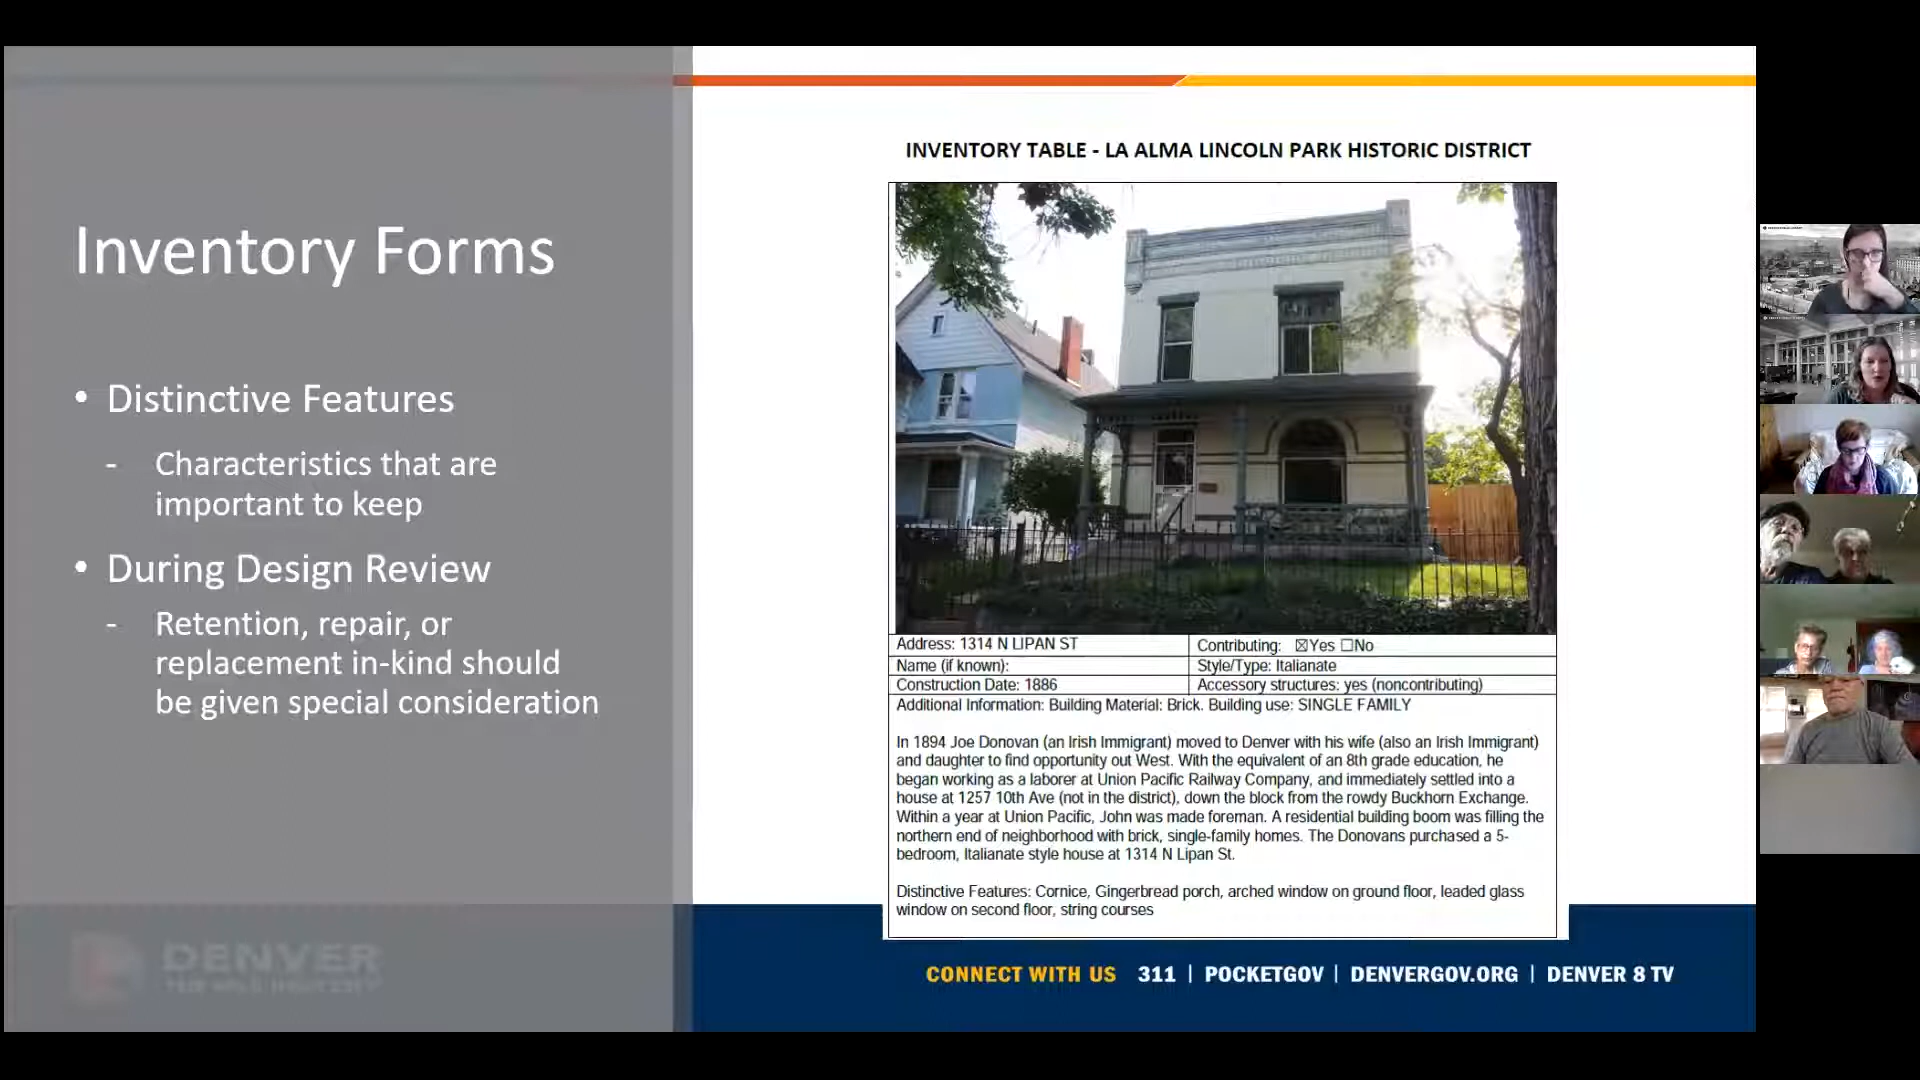 Inventory Forms
• Distinctive Features
- Characteristics that are
important to keep
• During Design Review
- Retention, repair, or
replacement in-kind should
be given special consideration
DENVER
INVENTORY TABLE - LA ALMA LINCOLN PARK HISTORIC DISTRICT
Address: 1314 N LIPAN ST
Contributing: ☒Yes ☐No
Name (if known):
Style/Type: Italianate
Construction Date: 1886
Accessory structures: yes (noncontributing)
Additional Information: Building Material: Brick. Building use: SINGLE FAMILY
In 1894 Joe Donovan (an Irish Immigrant) moved to Denver with his wife (also an Irish Immigrant)
and daughter to find opportunity out West. With the equivalent of an 8th grade education, he
began working as a laborer at Union Pacific Railway Company, and immediately settled into a
house at 1257 10th Ave (not in the district), down the block from the rowdy Buckhorn Exchange.
Within a year at Union Pacific, John was made foreman. A residential building boom was filling the
northern end of neighborhood with brick, single-family homes. The Donovans purchased a 5-
bedroom, Italianate style house at 1314 N Lipan St.
Distinctive Features: Cornice, Gingerbread porch, arched window on ground floor, leaded glass
window on second floor, string courses
CONNECT WITH US 311 | POCKETGOV | DENVERGOV.ORG | DENVER 8 TV